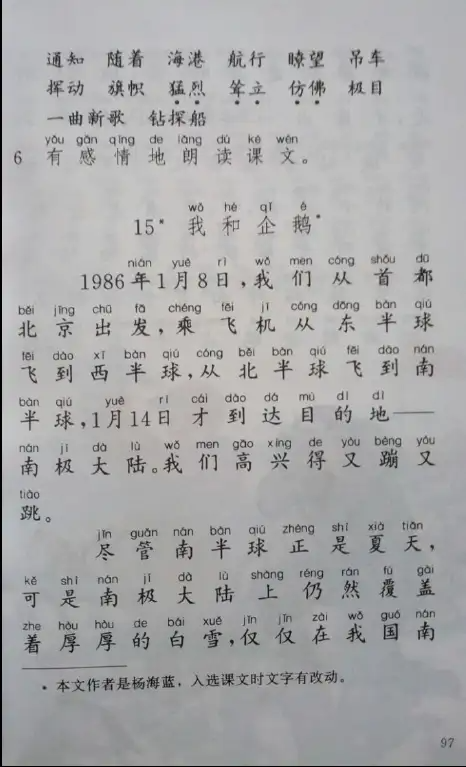 通知 随着 海港 航行 瞭望 吊车
挥动 旗帜 猛烈 耸立 仿佛 极目
一曲新歌 钻探船
yǒu gǎn qíng de lǎng dú kè wén
6 有感情地朗读课文。
wǒ hé qǐ é
15* 我和企鹅*
nián yuè rì wǒ men cóng shǒu dū
1986年1月8日,我们从首都
běi jīng chū fā chéng fēi jī cóng dōng bàn qiú
北京出发,乘飞机从东半球
fēi dào xī bàn qiú cóng běi bàn qiú fēi dào nán
飞到西半球,从北半球飞到南
bàn qiú yuè rì cái dào dá mù dì dì
半球,1月14日才到达目的地——
nán jí dà lù wǒ men gāo xìng de yòu bèng yòu
南极大陆。我们高兴得又蹦又
tiào
跳。
jǐn guǎn nán bàn qiú zhèng shì xià tiān
尽管南半球正是夏天,
kě shì nán jí dà lù shàng réng rán fù gài
可是南极大陆上仍然覆盖
zhe hòu hòu de bái xuě jǐn jǐn zài wǒ guó nán
着厚厚的白雪,仅仅在我国南
* 本文作者是杨海蓝,入选课文时文字有改动。
97